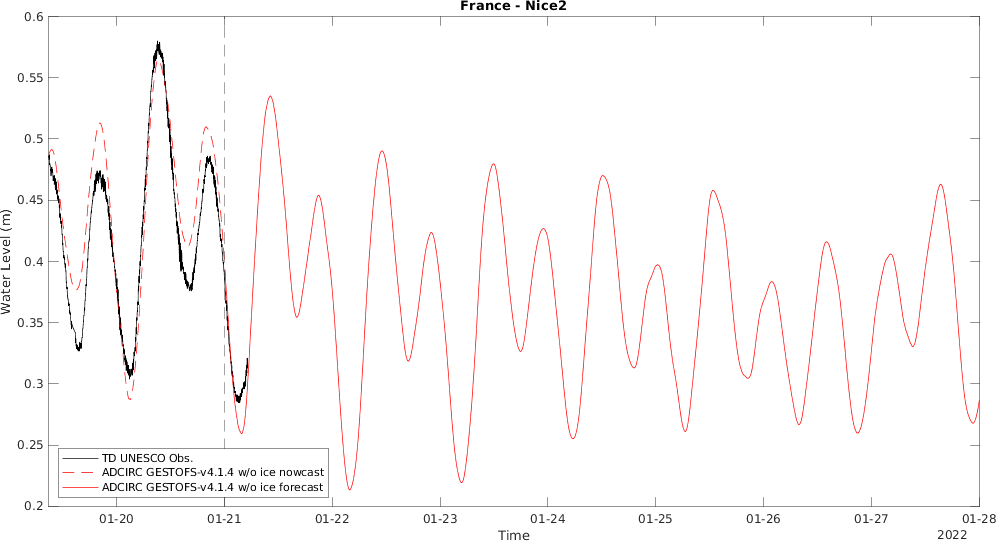 France - Nice2
0.6
0.55
0.5
0.45
0.4
0.35
0.3
0.25
0.2
Water Level (m)
TD UNESCO Obs.
ADCIRC GESTOFS-v4.1.4 w/o ice nowcast
ADCIRC GESTOFS-v4.1.4 w/o ice forecast
01-20 01-21 01-22 01-23 01-24 01-25 01-26 01-27 01-28
Time
2022